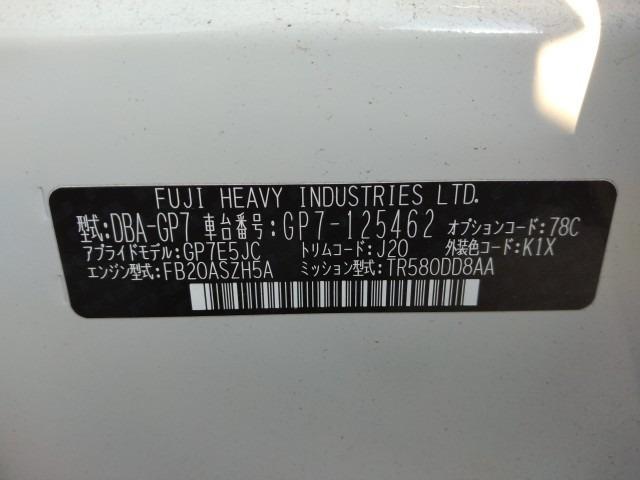 FUJI HEAVY INDUSTRIES LTD.
型式:DBA-GP7 車台番号:GP7-125462 オプションコード:78C
アプライドモデル:GP7E5JC トリムコード:J20 外装色コード:K1X
エンジン型式:FB20ASZH5A ミッション型式:TR580DD8AA